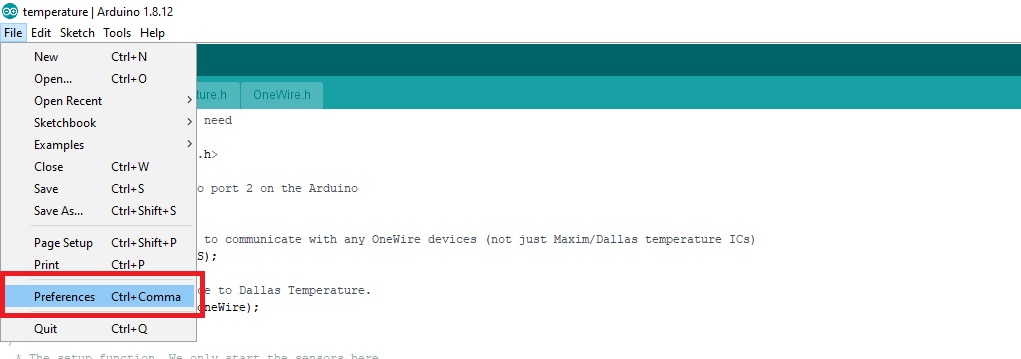 temperature | Arduino 1.8.12
File Edit Sketch Tools Help
New Ctrl+N
Open... Ctrl+O
Open Recent
Sketchbook
Examples
Close Ctrl+W
Save Ctrl+S
Save As... Ctrl+Shift+S
Page Setup Ctrl+Shift+P
Print Ctrl+P
Preferences Ctrl+Comma
Quit Ctrl+Q
ture.h OneWire.h
need
.h>
o port 2 on the Arduino
to communicate with any OneWire devices (not just Maxim/Dallas temperature ICs)
S);
ce to Dallas Temperature.
oneWire);
* The setup function. We only start the sensors here